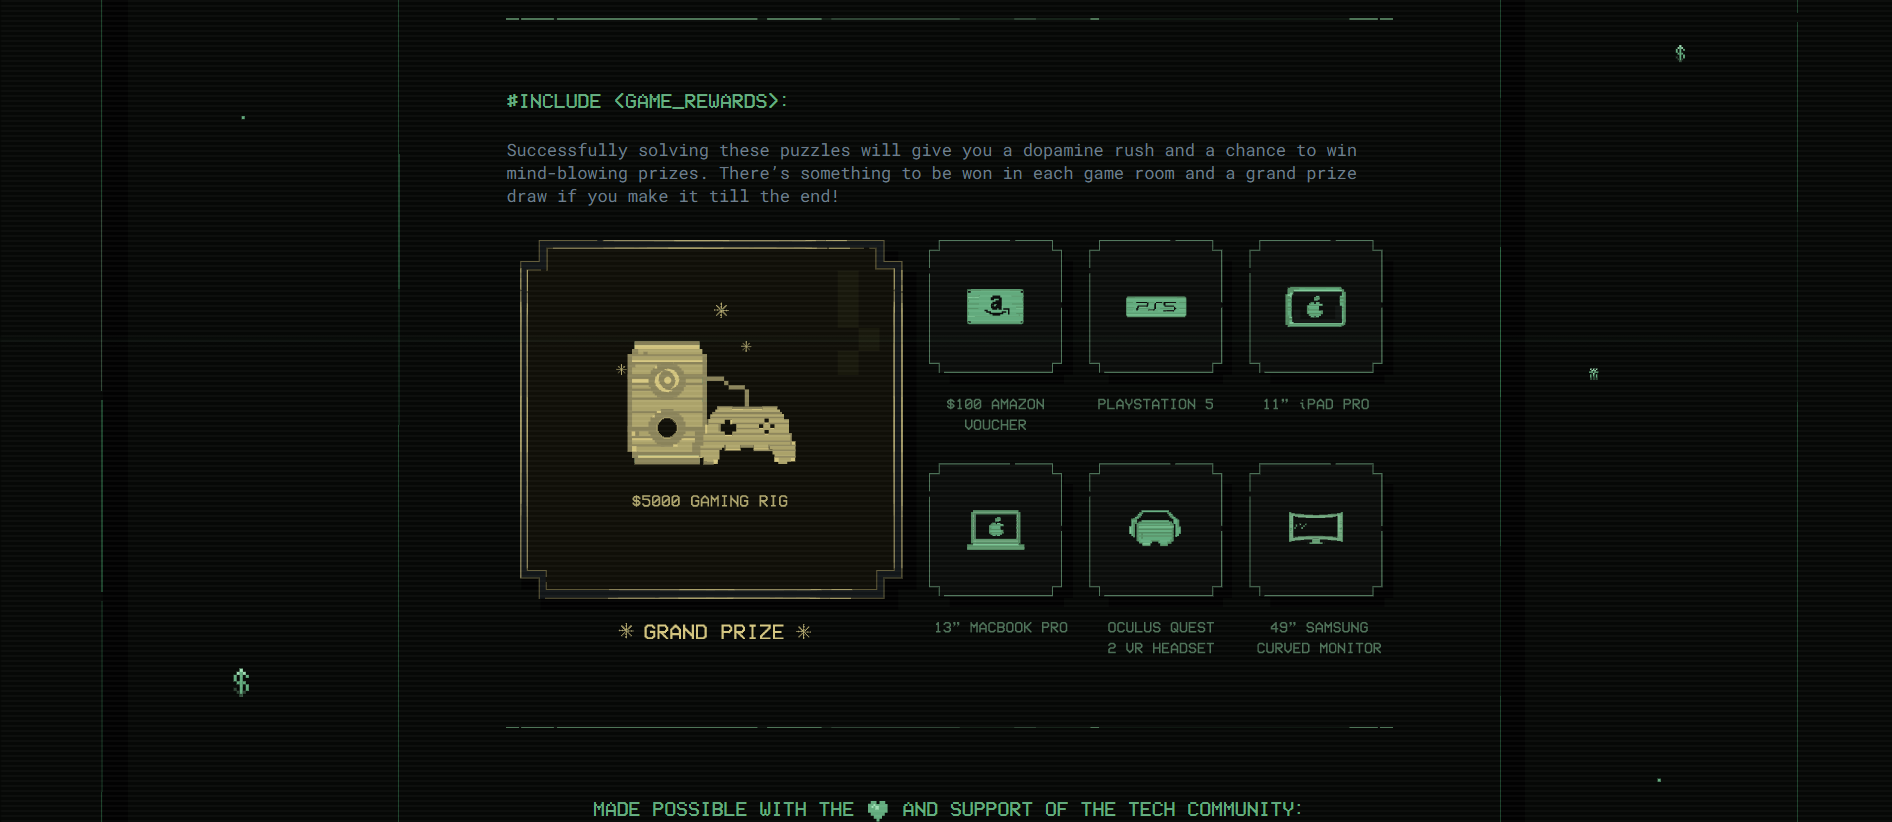 #INCLUDE <GAME_REWARDS>:
Successfully solving these puzzles will give you a dopamine rush and a chance to win
mind-blowing prizes. There’s something to be won in each game room and a grand prize
draw if you make it till the end!
$5000 GAMING RIG
✳ GRAND PRIZE ✳
a
PS5
$100 AMAZON
VOUCHER
PLAYSTATION 5
11” iPAD PRO
13” MACBOOK PRO
OCULUS QUEST
2 VR HEADSET
49” SAMSUNG
CURVED MONITOR
MADE POSSIBLE WITH THE 💚 AND SUPPORT OF THE TECH COMMUNITY:
$
$